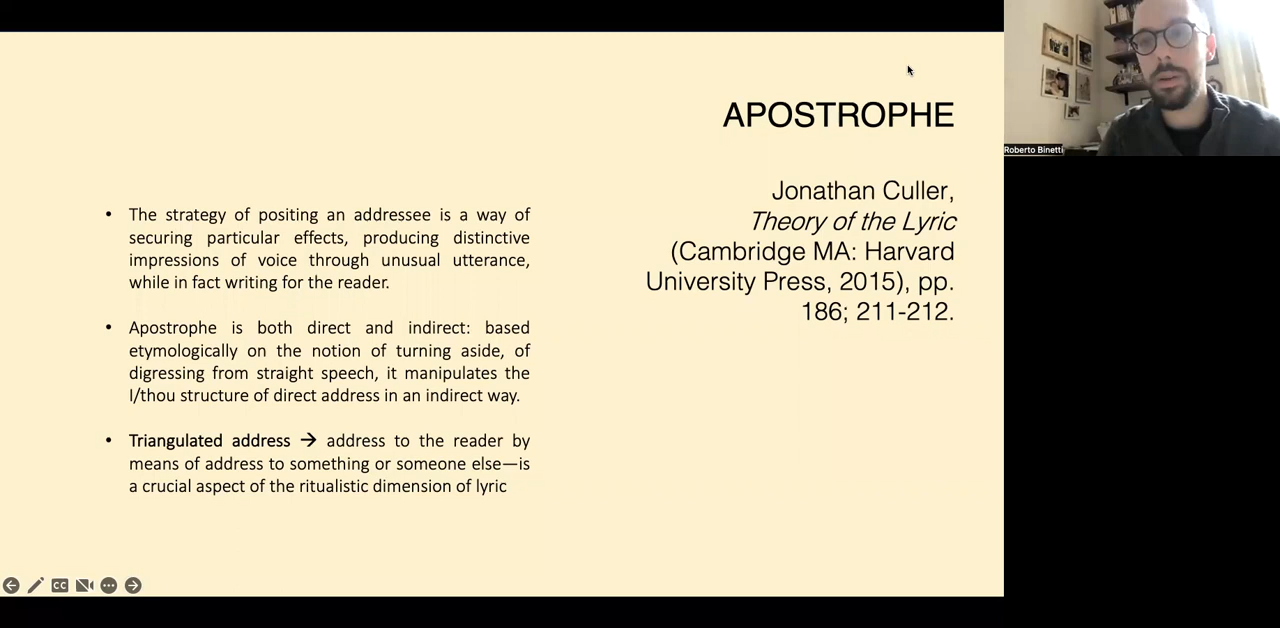 APOSTROPHE
Jonathan Culler,
Theory of the Lyric
(Cambridge MA: Harvard
University Press, 2015), pp.
186; 211-212.
• The strategy of positing an addressee is a way of
securing particular effects, producing distinctive
impressions of voice through unusual utterance,
while in fact writing for the reader.
• Apostrophe is both direct and indirect: based
etymologically on the notion of turning aside, of
digressing from straight speech, it manipulates the
I/thou structure of direct address in an indirect way.
• Triangulated address → address to the reader by
means of address to something or someone else—is
a crucial aspect of the ritualistic dimension of lyric
Roberto Binetti
CC